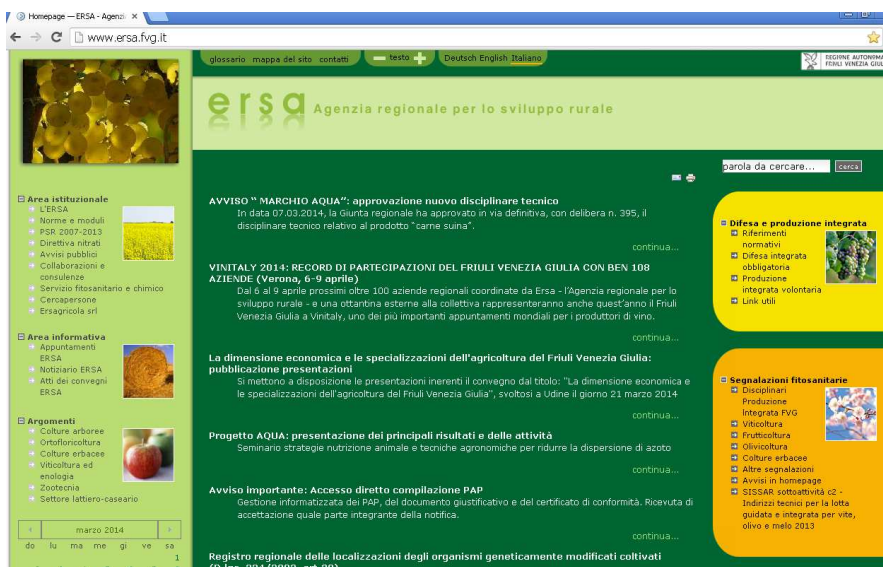 Homepage — ERSA - Agenzi
www.ersa.fvg.it
glossario mappa del sito contatti
testo
Deutsch English Italiano
REGIONE AUTONOMA
FRIULI VENEZIA GIUL
ersa Agenzia regionale per lo sviluppo rurale
parola da cercare...
cerca
Area istituzionale
L'ERSA
Norme e moduli
PSR 2007-2013
Direttiva nitrati
Avvisi pubblici
Collaborazioni e
consulenze
Servizio fitosanitario e chimico
Cercapersone
Ersagricola srl
Area informativa
Appuntamenti
ERSA
Notiziario ERSA
Atti dei convegni
ERSA
Argomenti
Colture arboree
Ortofloricoltura
Colture erbacee
Viticoltura ed
enologia
Zootecnia
Settore lattiero-caseario
marzo 2014
do lu ma me gi ve sa
1
AVVISO “ MARCHIO AQUA”: approvazione nuovo disciplinare tecnico
In data 07.03.2014, la Giunta regionale ha approvato in via definitiva, con delibera n. 395, il
disciplinare tecnico relativo al prodotto “carne suina”.
continua...
VINITALY 2014: RECORD DI PARTECIPAZIONI DEL FRIULI VENEZIA GIULIA CON BEN 108
AZIENDE (Verona, 6-9 aprile)
Dal 6 al 9 aprile prossimi oltre 100 aziende regionali coordinate da Ersa - l’Agenzia regionale per lo
sviluppo rurale - e una ottantina esterne alla collettiva rappresenteranno anche quest’anno il Friuli
Venezia Giulia a Vinitaly, uno dei più importanti appuntamenti mondiali per i produttori di vino.
continua...
La dimensione economica e le specializzazioni dell'agricoltura del Friuli Venezia Giulia:
pubblicazione presentazioni
Si mettono a disposizione le presentazioni inerenti il convegno dal titolo: "La dimensione economica e
le specializzazioni dell'agricoltura del Friuli Venezia Giulia", svoltosi a Udine il giorno 21 marzo 2014
continua...
Progetto AQUA: presentazione dei principali risultati e delle attività
Seminario strategie nutrizione animale e tecniche agronomiche per ridurre la dispersione di azoto
continua...
Avviso importante: Accesso diretto compilazione PAP
Gestione informatizzata dei PAP, del documento giustificativo e del certificato di conformità. Ricevuta di
accettazione quale parte integrante della notifica.
continua...
Registro regionale delle localizzazioni degli organismi geneticamente modificati coltivati
Difesa e produzione integrata
Riferimenti
normativi
Difesa integrata
obbligatoria
Produzione
integrata volontaria
Link utili
Segnalazioni fitosanitarie
Disciplinari
Produzione
Integrata FVG
Viticoltura
Frutticoltura
Olivicoltura
Colture erbacee
Altre segnalazioni
Avvisi in homepage
SISSAR sottoattività c2 -
Indirizzi tecnici per la lotta
guidata e integrata per vite,
olivo e melo 2013